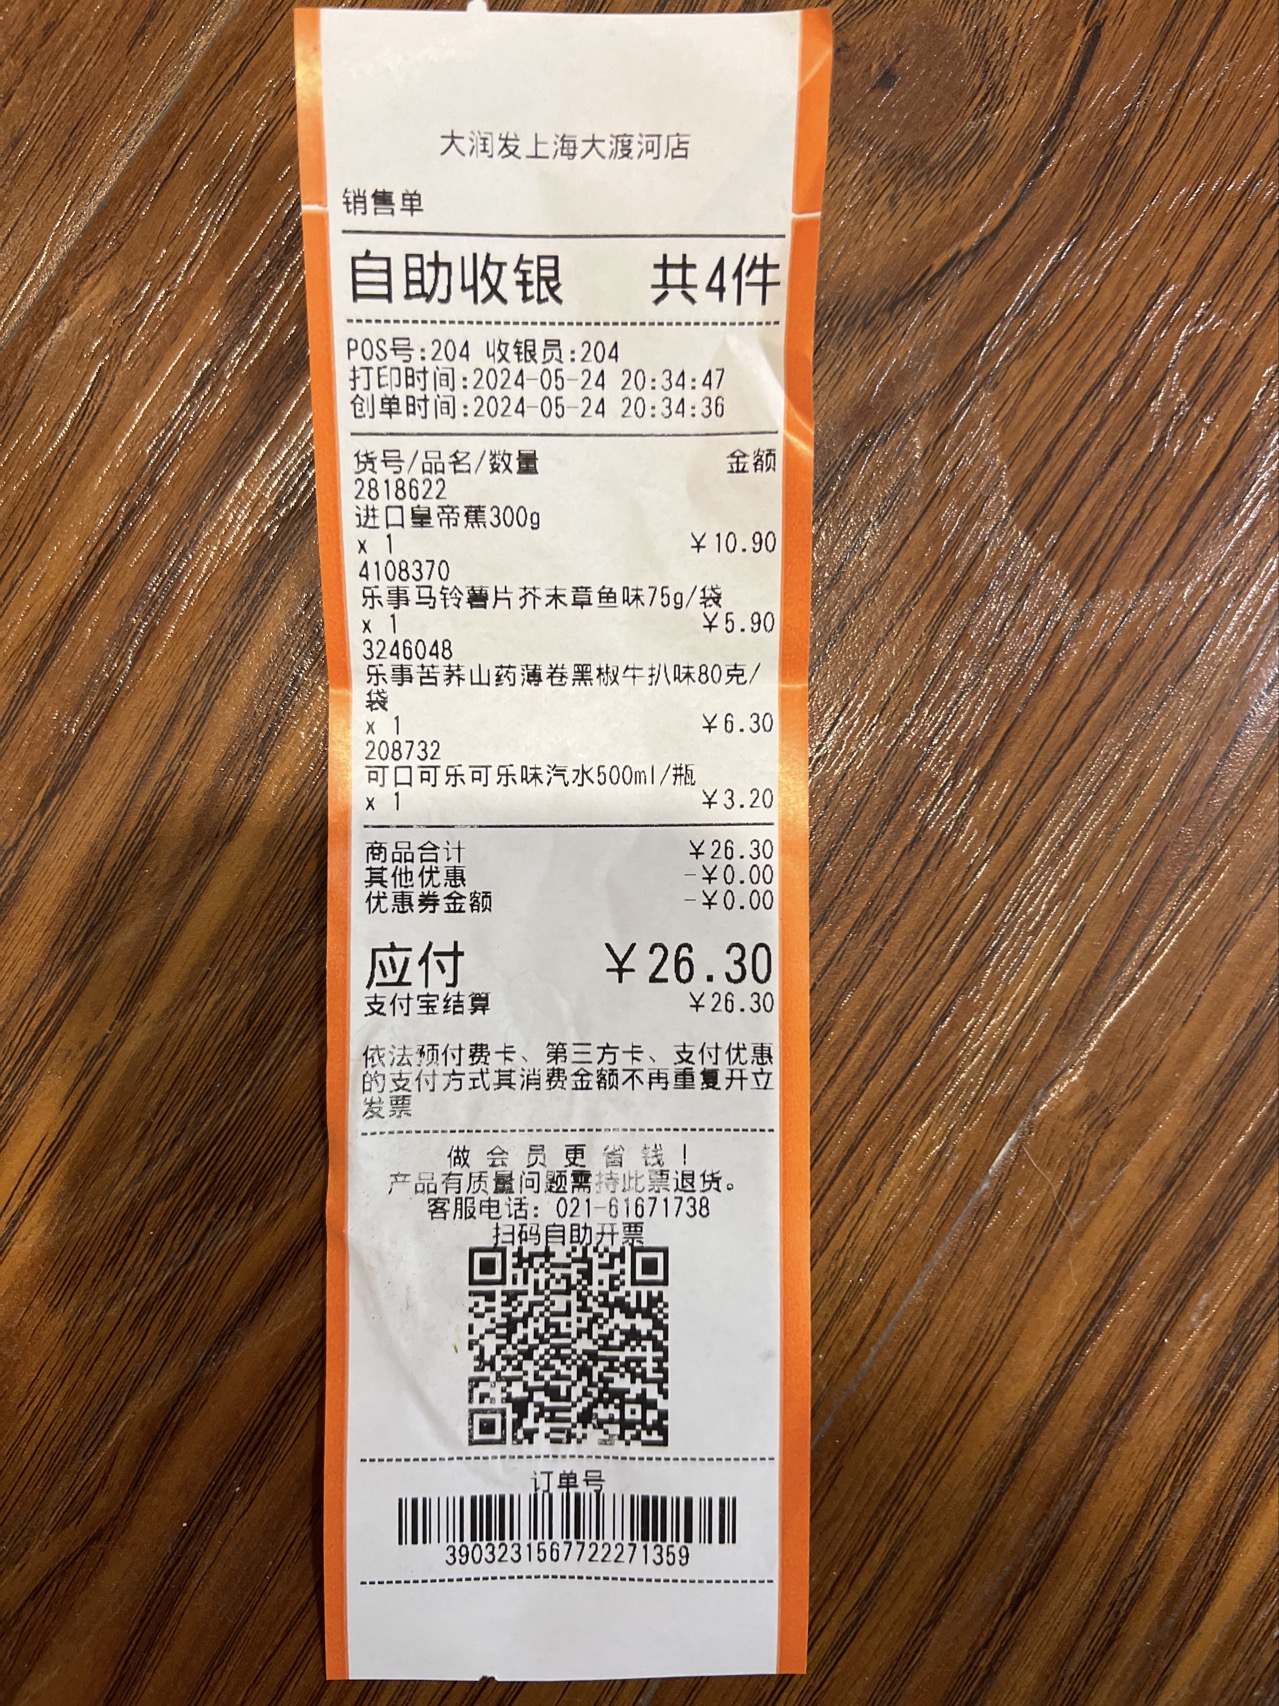 大润发上海大渡河店
销售单
自助收银 共4件
POS号:204 收银员:204
打印时间:2024-05-24 20:34:47
创单时间:2024-05-24 20:34:36
货号/品名/数量 金额
2818622
进口皇帝蕉300g
x 1 ￥10.90
4108370
乐事马铃薯片芥末章鱼味75g/袋
x 1 ￥5.90
3246048
乐事苦荞山药薄卷黑椒牛扒味80克/
袋
x 1 ￥6.30
208732
可口可乐可乐味汽水500ml/瓶
x 1 ￥3.20
商品合计 ￥26.30
其他优惠 -￥0.00
优惠券金额 -￥0.00
应付 ￥26.30
支付宝结算 ￥26.30
依法预付费卡、第三方卡、支付优惠
的支付方式其消费金额不再重复开立
发票
做会员更省钱！
产品有质量问题需持此票退货。
客服电话：021-61671738
扫码自助开票
订单号
3903231567722271359